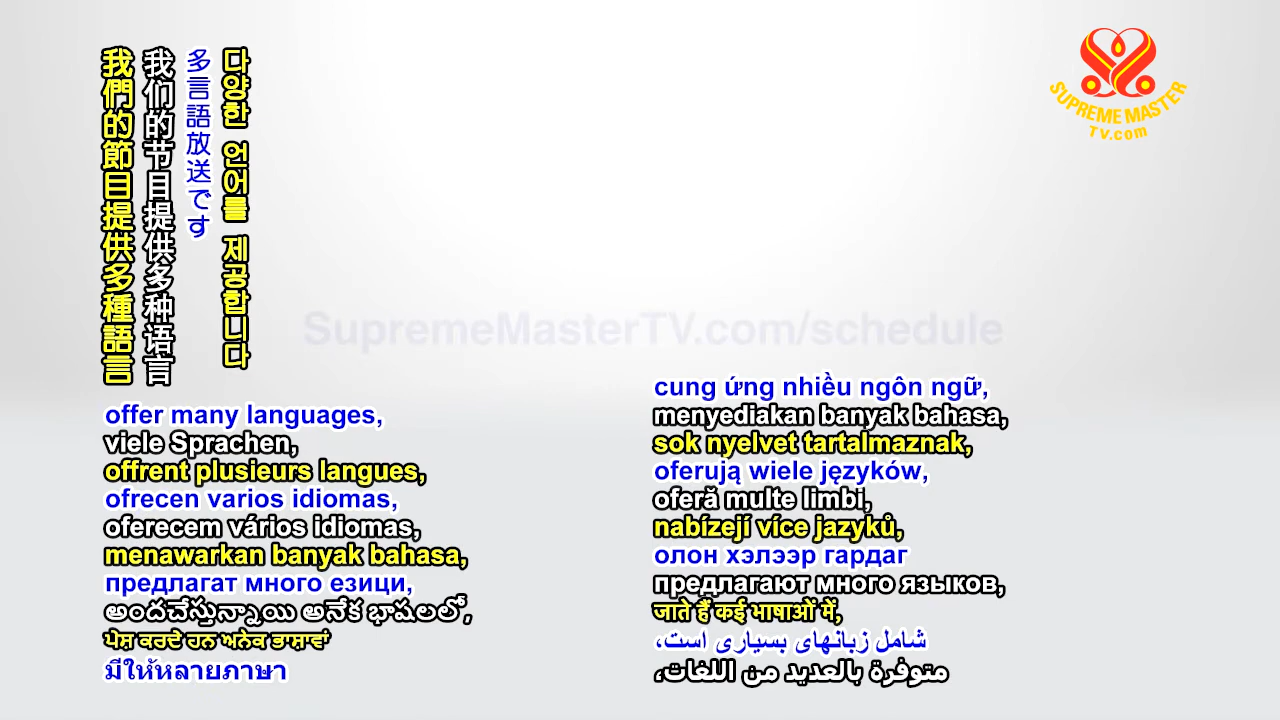 我們的節目提供多種語言
我们的节目提供多种语言
多言語放送です
다양한 언어를 제공합니다
SUPREME MASTER
TV.com
SupremeMasterTV.com/schedule
offer many languages,
viele Sprachen,
offrent plusieurs langues,
ofrecen varios idiomas,
oferecem vários idiomas,
menawarkan banyak bahasa,
предлагат много езици,
అందచేస్తున్నాయి అనేక భాషలలో,
ਪੇਸ਼ ਕਰਦੇ ਹਨ ਅਨੇਕ ਭਾਸ਼ਾਵਾਂ
มีให้หลายภาษา
cung ứng nhiều ngôn ngữ,
menyediakan banyak bahasa,
sok nyelvet tartalmaznak,
oferują wiele języków,
oferă multe limbi,
nabízejí více jazyků,
олон хэлээр гардаг
предлагают много языков,
जाते हैं कई भाषाओं में,
شامل زبانهای بسیاری است،
متوفرة بالعديد من اللغات،